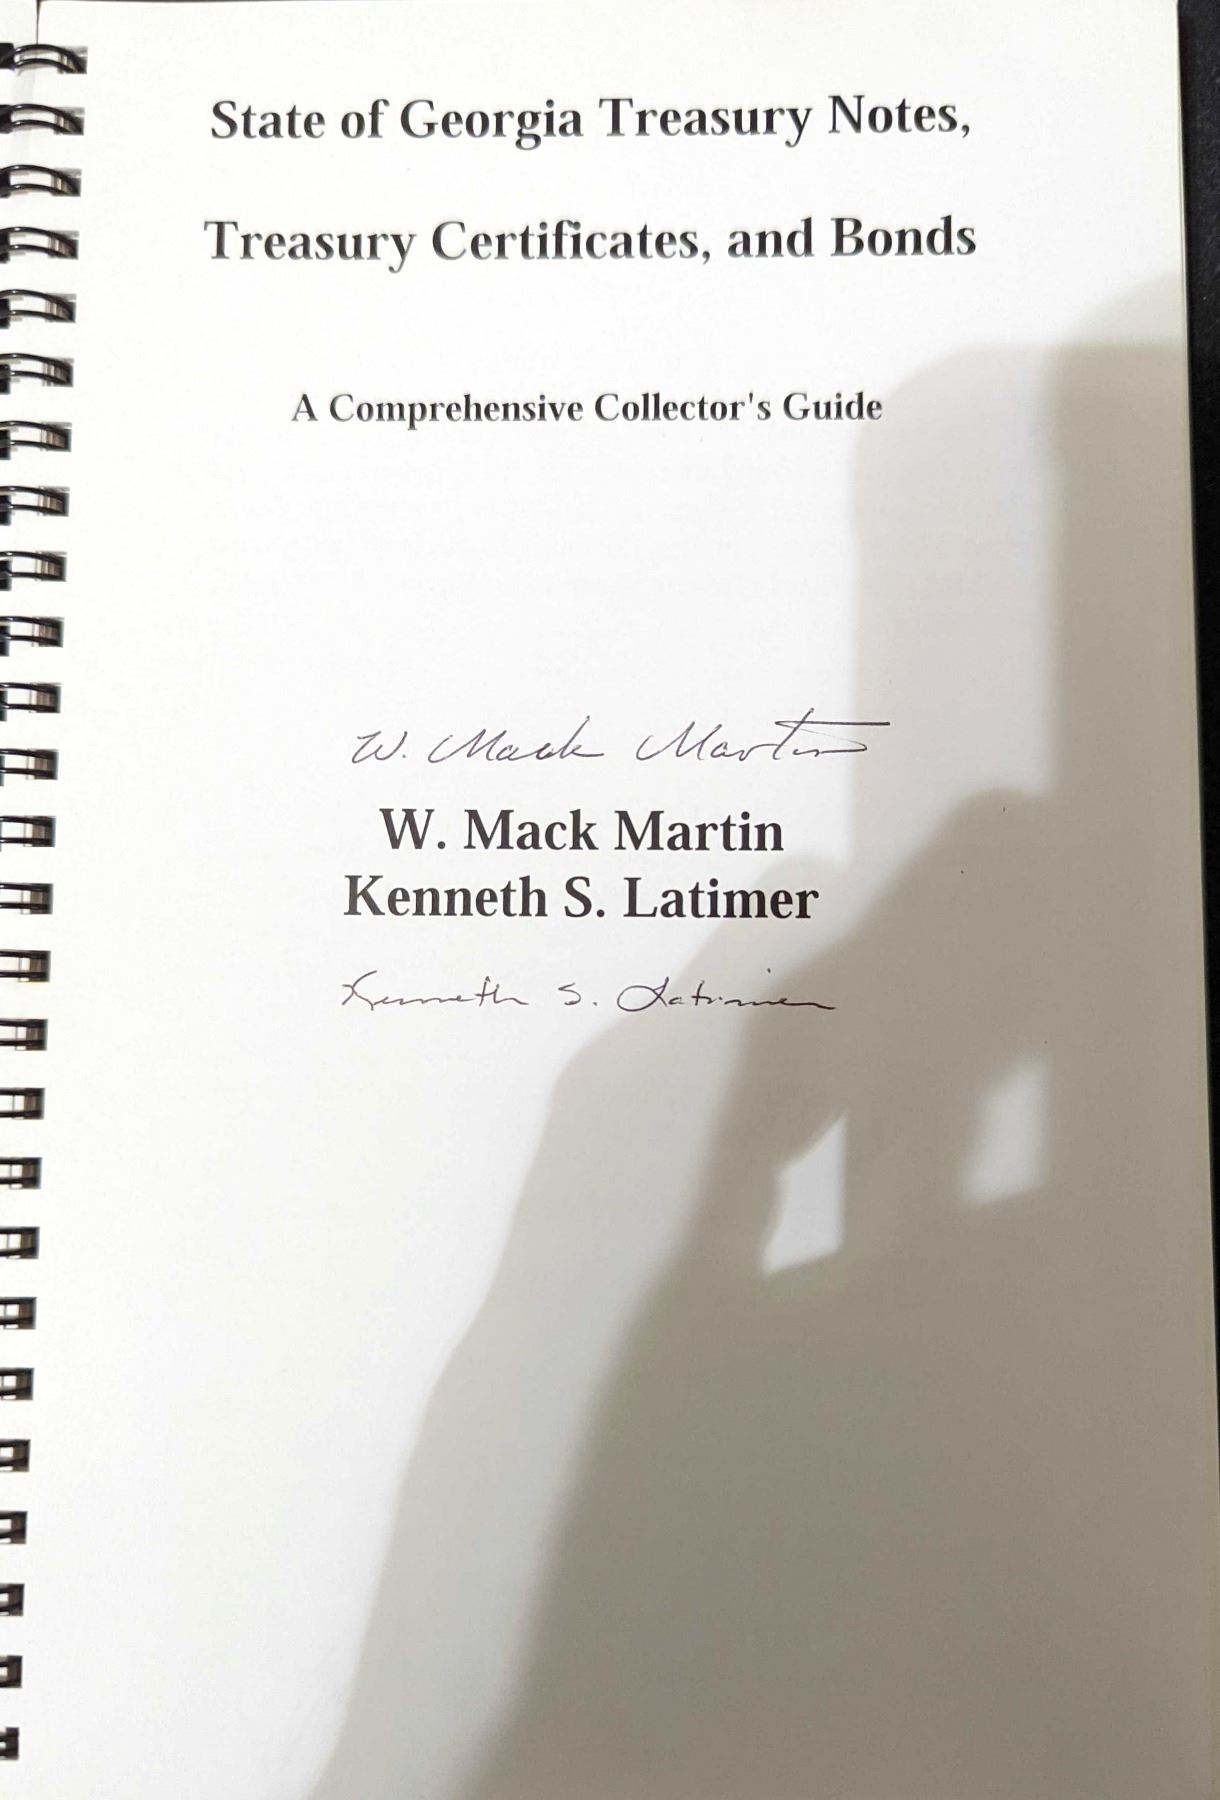 State of Georgia Treasury Notes,
Treasury Certificates, and Bonds
A Comprehensive Collector's Guide
W. Mack Martin
W. Mack Martin
Kenneth S. Latimer
Kenneth S. Latimer